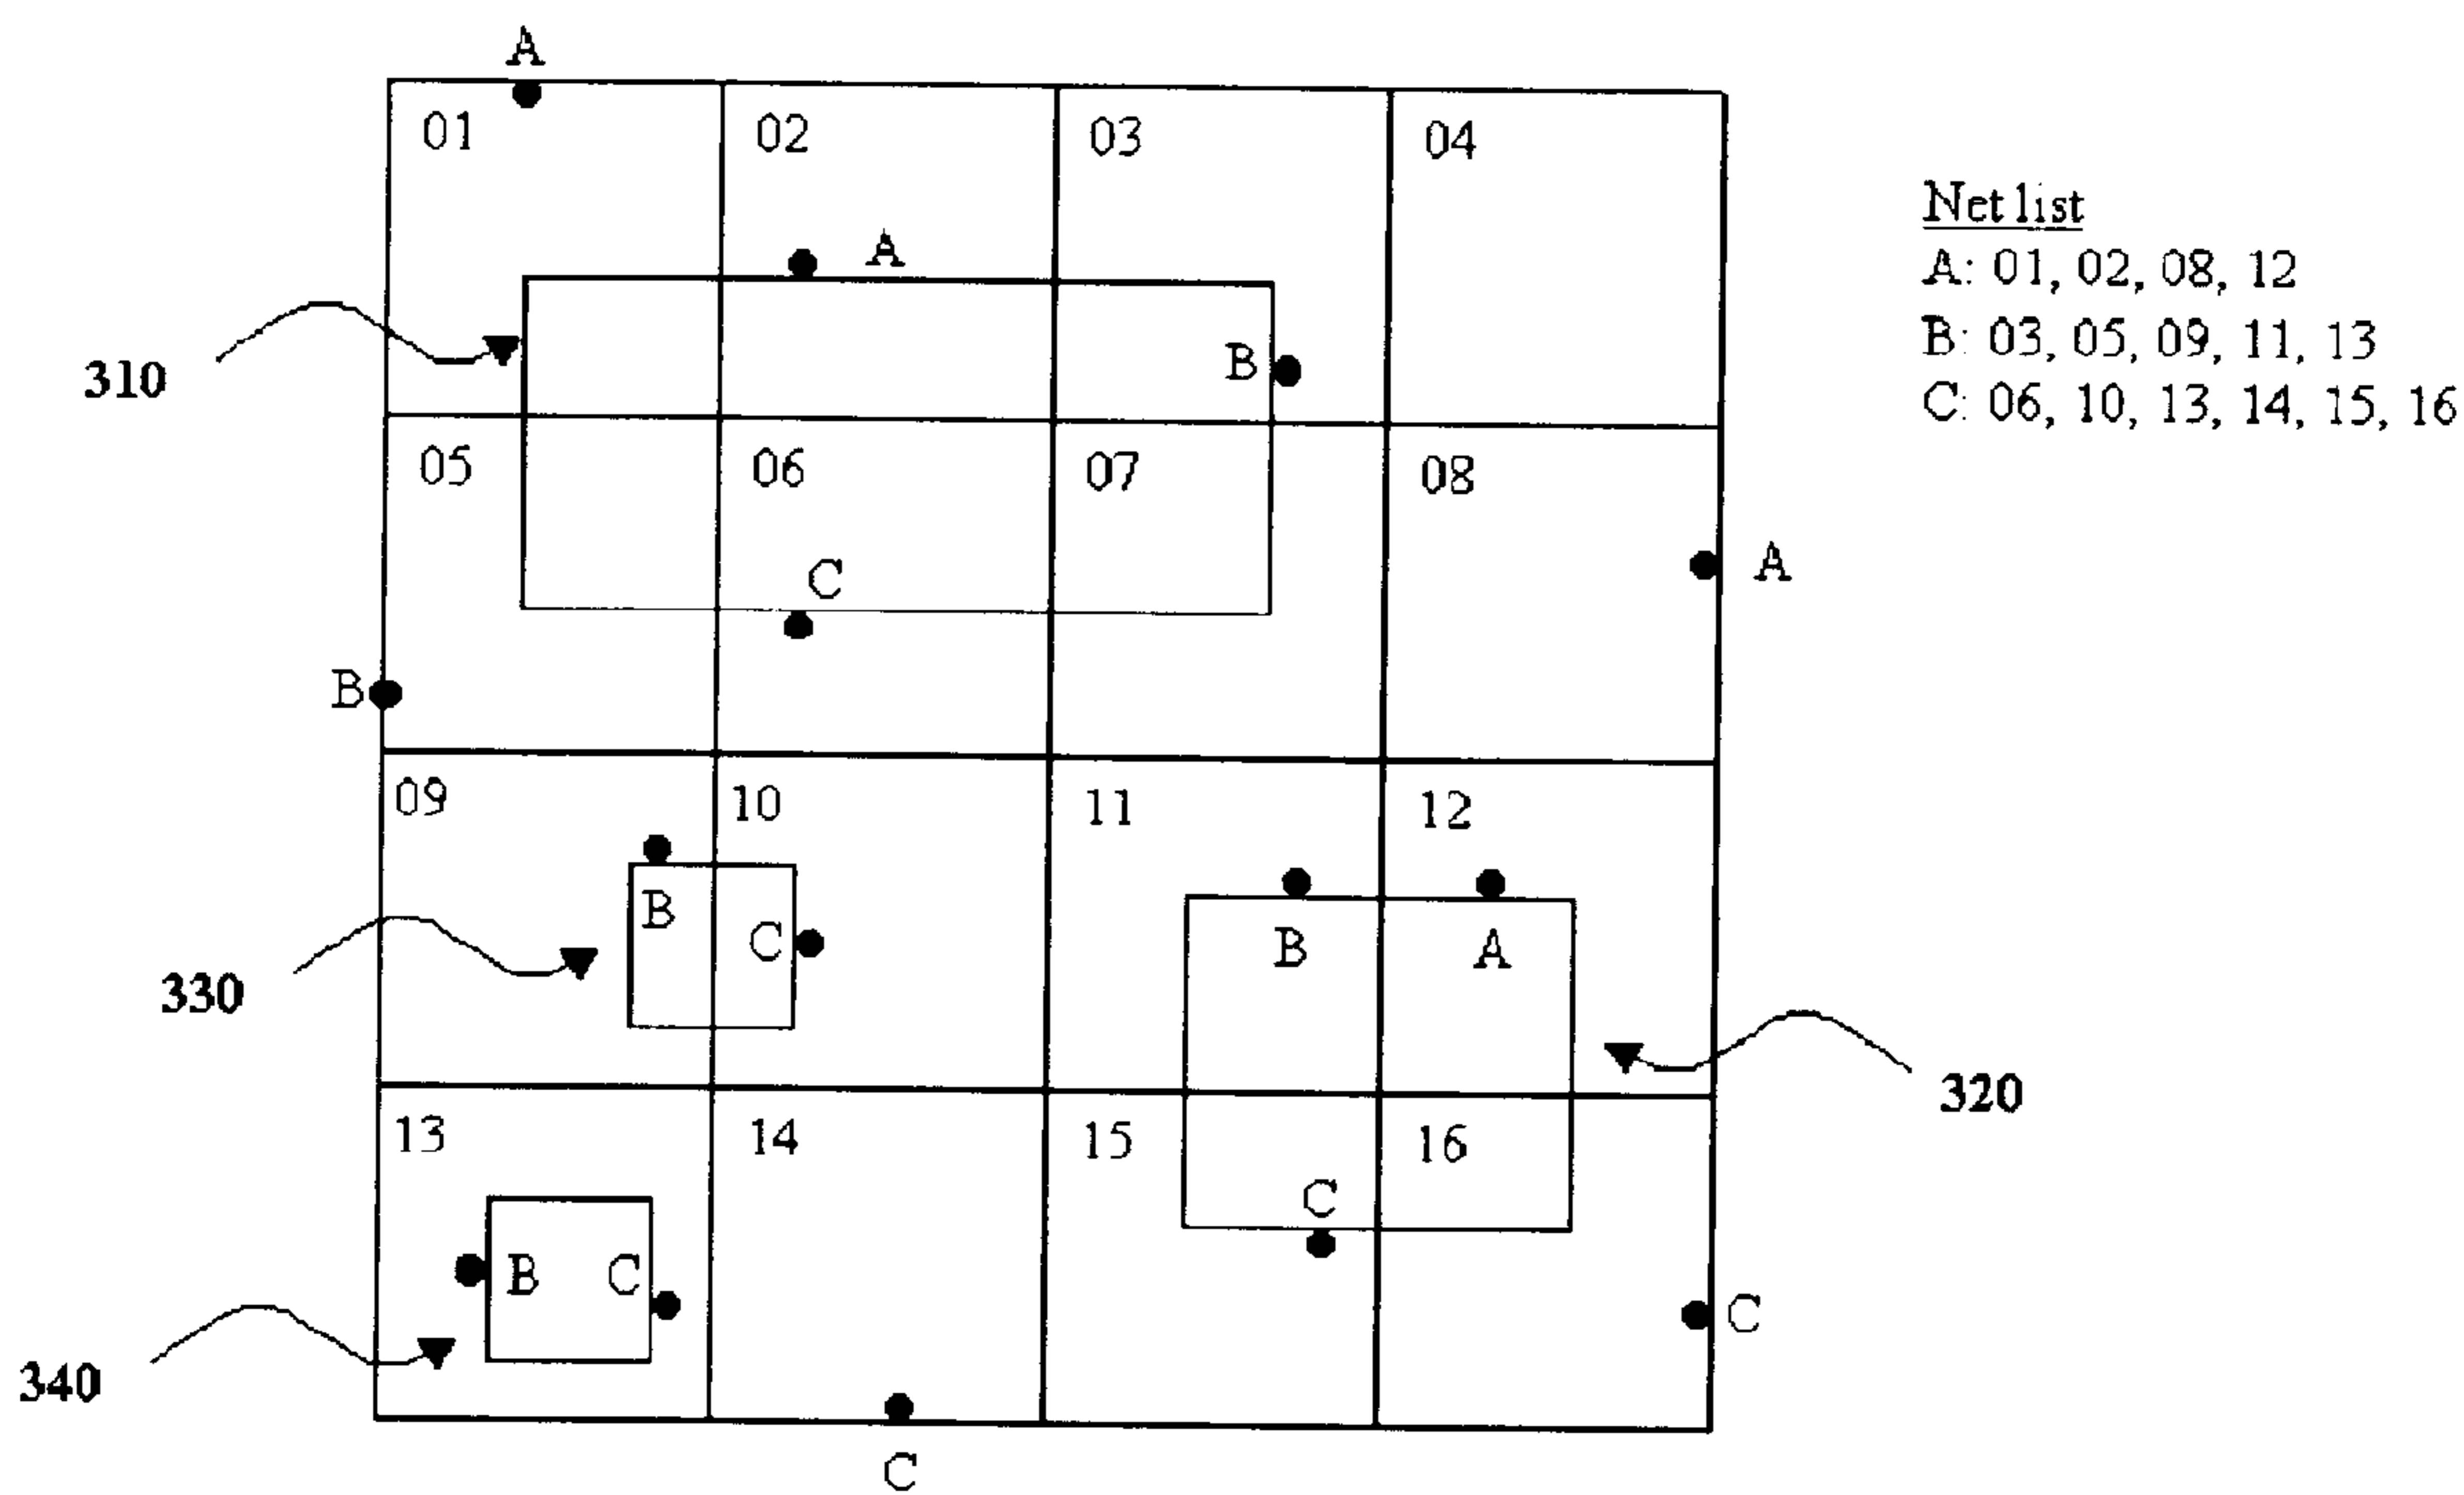 A
01 02 03 04
Net list
A: 01, 02, 08, 12
B: 03, 05, 09, 11, 13
C: 06, 10, 13, 14, 15, 16
A
B
310
05 06 07 08
C
A
B
09 10 11 12
B C
B A
330
320
13 14 15 16
C
B C
C
340
C